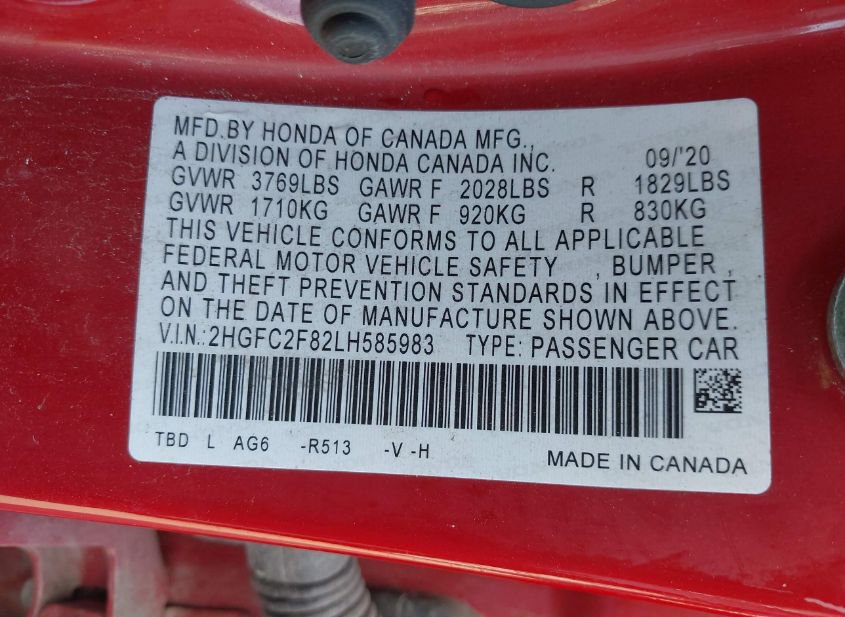 MFD.BY HONDA OF CANADA MFG.,
A DIVISION OF HONDA CANADA INC. 09/'20
GVWR 3769LBS GAWR F 2028LBS R 1829LBS
GVWR 1710KG GAWR F 920KG R 830KG
THIS VEHICLE CONFORMS TO ALL APPLICABLE
FEDERAL MOTOR VEHICLE SAFETY , BUMPER ,
AND THEFT PREVENTION STANDARDS IN EFFECT
ON THE DATE OF MANUFACTURE SHOWN ABOVE.
V.I.N.: 2HGFC2F82LH585983 TYPE: PASSENGER CAR
TBD L AG6 -R513 -V -H
MADE IN CANADA